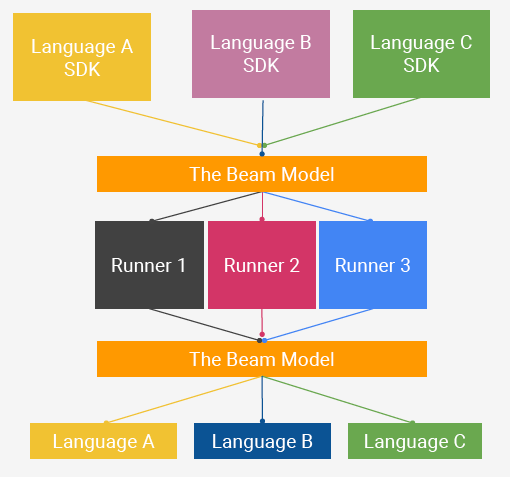 Language A
SDK
Language B
SDK
Language C
SDK
The Beam Model
Runner 1
Runner 2
Runner 3
The Beam Model
Language A
Language B
Language C